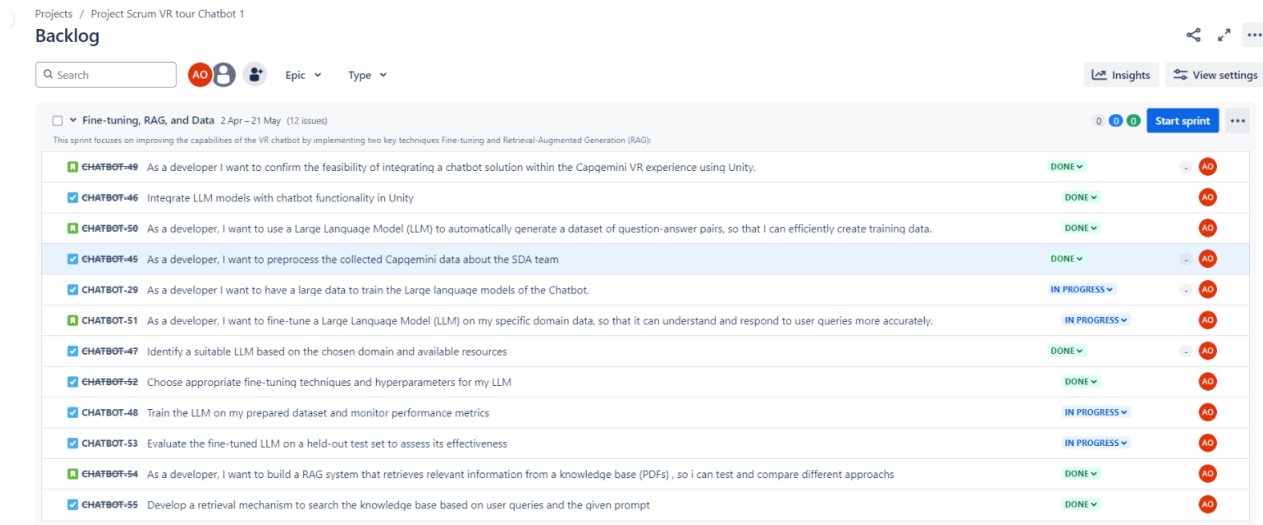 Projects / Project Scrum VR tour Chatbot 1
Backlog
Search AO Epic Type Insights View settings
Fine-tuning, RAG, and Data 2 Apr – 21 May (12 issues) 0 0 0 Start sprint
This sprint focuses on improving the capabilities of the VR chatbot by implementing two key techniques Fine-tuning and Retrieval-Augmented Generation (RAG):
CHATBOT-49 As a developer I want to confirm the feasibility of integrating a chatbot solution within the Capgemini VR experience using Unity. DONE - AO
CHATBOT-46 Integrate LLM models with chatbot functionality in Unity DONE AO
CHATBOT-50 As a developer, I want to use a Large Language Model (LLM) to automatically generate a dataset of question-answer pairs, so that I can efficiently create training data. DONE AO
CHATBOT-45 As a developer, I want to preprocess the collected Capgemini data about the SDA team DONE - AO
CHATBOT-29 As a developer I want to have a large data to train the Large language models of the Chatbot. IN PROGRESS - AO
CHATBOT-51 As a developer, I want to fine-tune a Large Language Model (LLM) on my specific domain data, so that it can understand and respond to user queries more accurately. IN PROGRESS AO
CHATBOT-47 Identify a suitable LLM based on the chosen domain and available resources DONE - AO
CHATBOT-52 Choose appropriate fine-tuning techniques and hyperparameters for my LLM DONE AO
CHATBOT-48 Train the LLM on my prepared dataset and monitor performance metrics IN PROGRESS AO
CHATBOT-53 Evaluate the fine-tuned LLM on a held-out test set to assess its effectiveness IN PROGRESS AO
CHATBOT-54 As a developer, I want to build a RAG system that retrieves relevant information from a knowledge base (PDFs) , so i can test and compare different approachs DONE AO
CHATBOT-55 Develop a retrieval mechanism to search the knowledge base based on user queries and the given prompt DONE AO